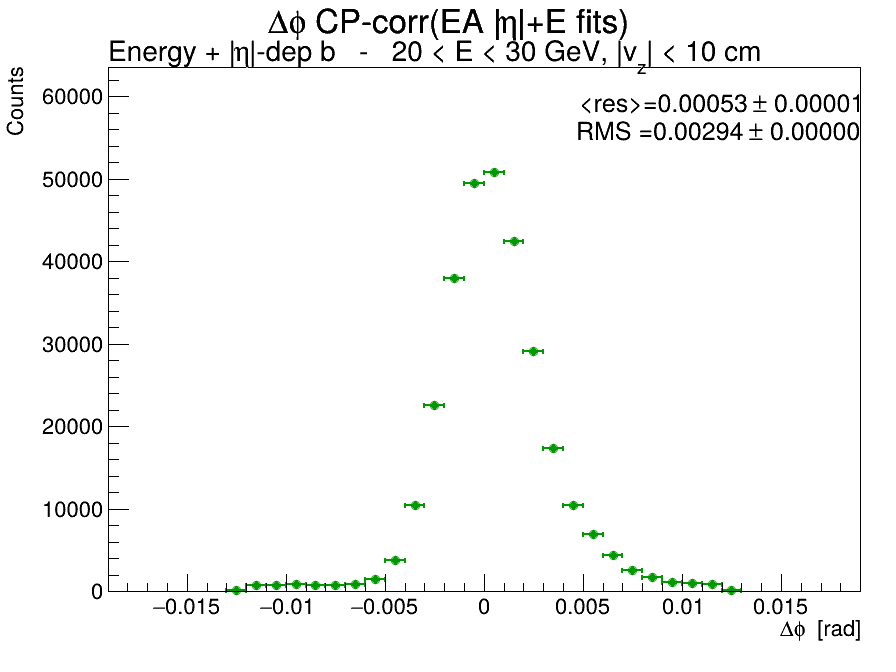 Δϕ CP-corr(EA |η|+E fits)
Energy + |η|-dep b - 20 < E < 30 GeV, |v_z| < 10 cm
<res>=0.00053 ± 0.00001
RMS =0.00294 ± 0.00000
Counts
60000
50000
40000
30000
20000
10000
0
−0.015 −0.01 −0.005 0 0.005 0.01 0.015
Δϕ [rad]